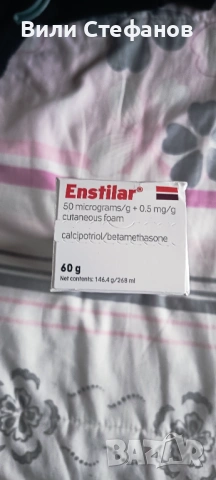 Вили Стефанов
Enstilar®
50 micrograms/g + 0.5 mg/g
cutaneous foam
calcipotriol/betamethasone
60 g
Net contents: 146.4 g/268 ml
bazar